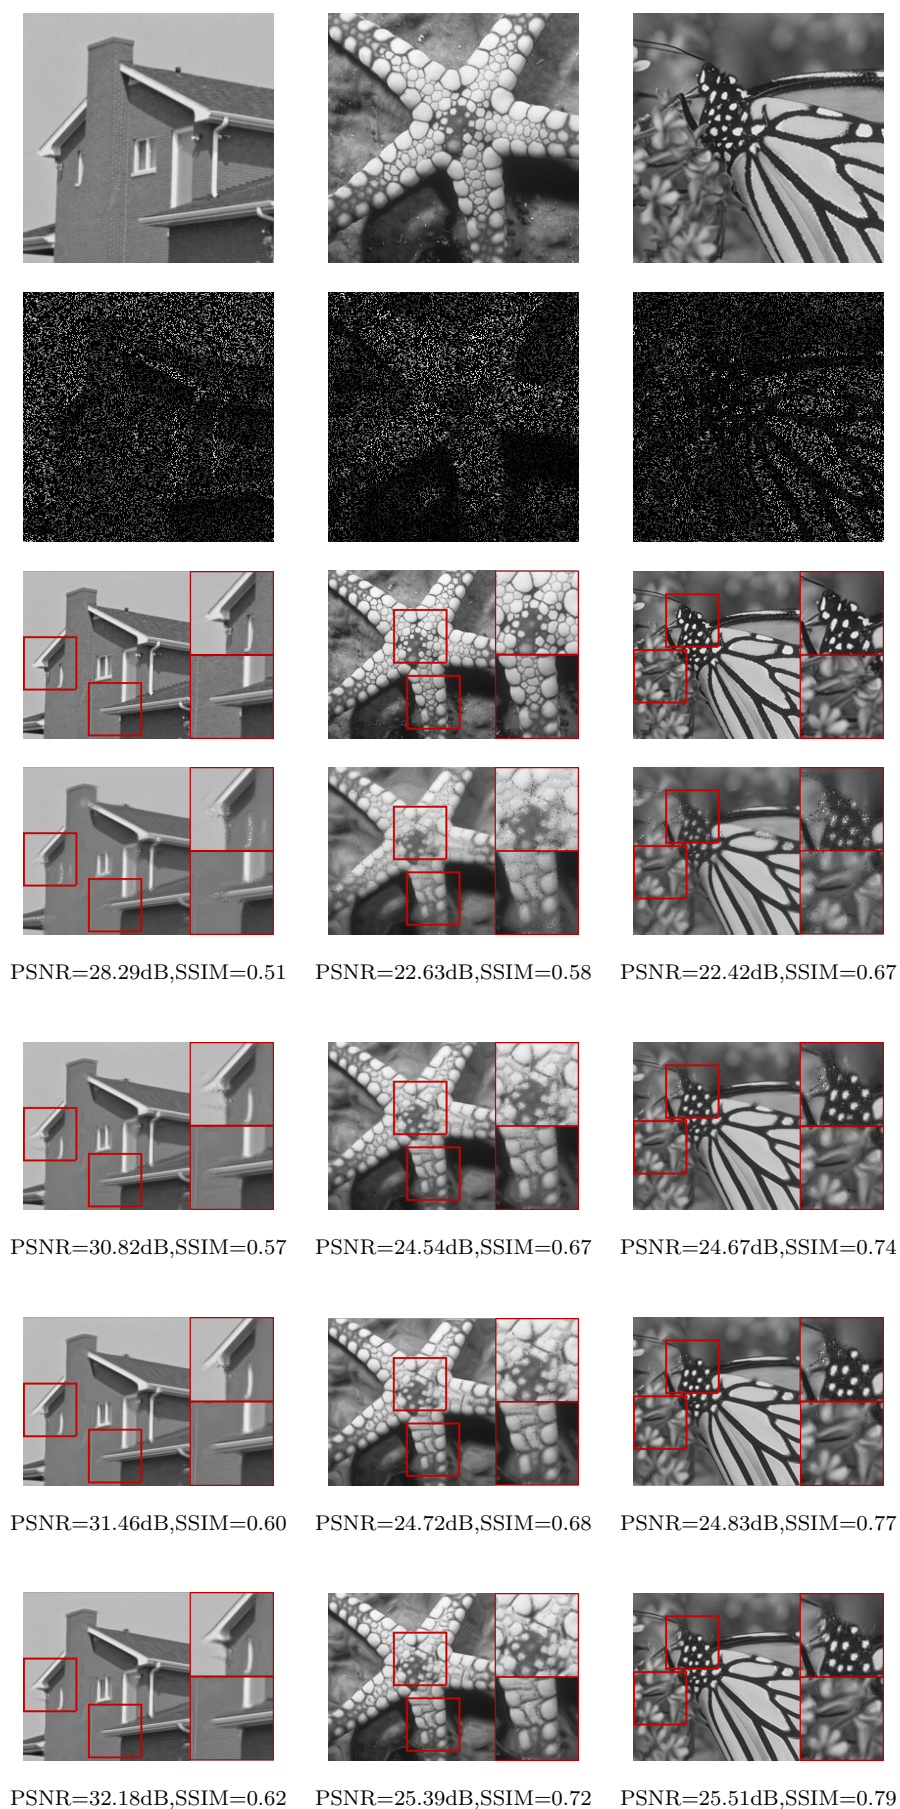 PSNR=28.29dB,SSIM=0.51 PSNR=22.63dB,SSIM=0.58 PSNR=22.42dB,SSIM=0.67
PSNR=30.82dB,SSIM=0.57 PSNR=24.54dB,SSIM=0.67 PSNR=24.67dB,SSIM=0.74
PSNR=31.46dB,SSIM=0.60 PSNR=24.72dB,SSIM=0.68 PSNR=24.83dB,SSIM=0.77
PSNR=32.18dB,SSIM=0.62 PSNR=25.39dB,SSIM=0.72 PSNR=25.51dB,SSIM=0.79